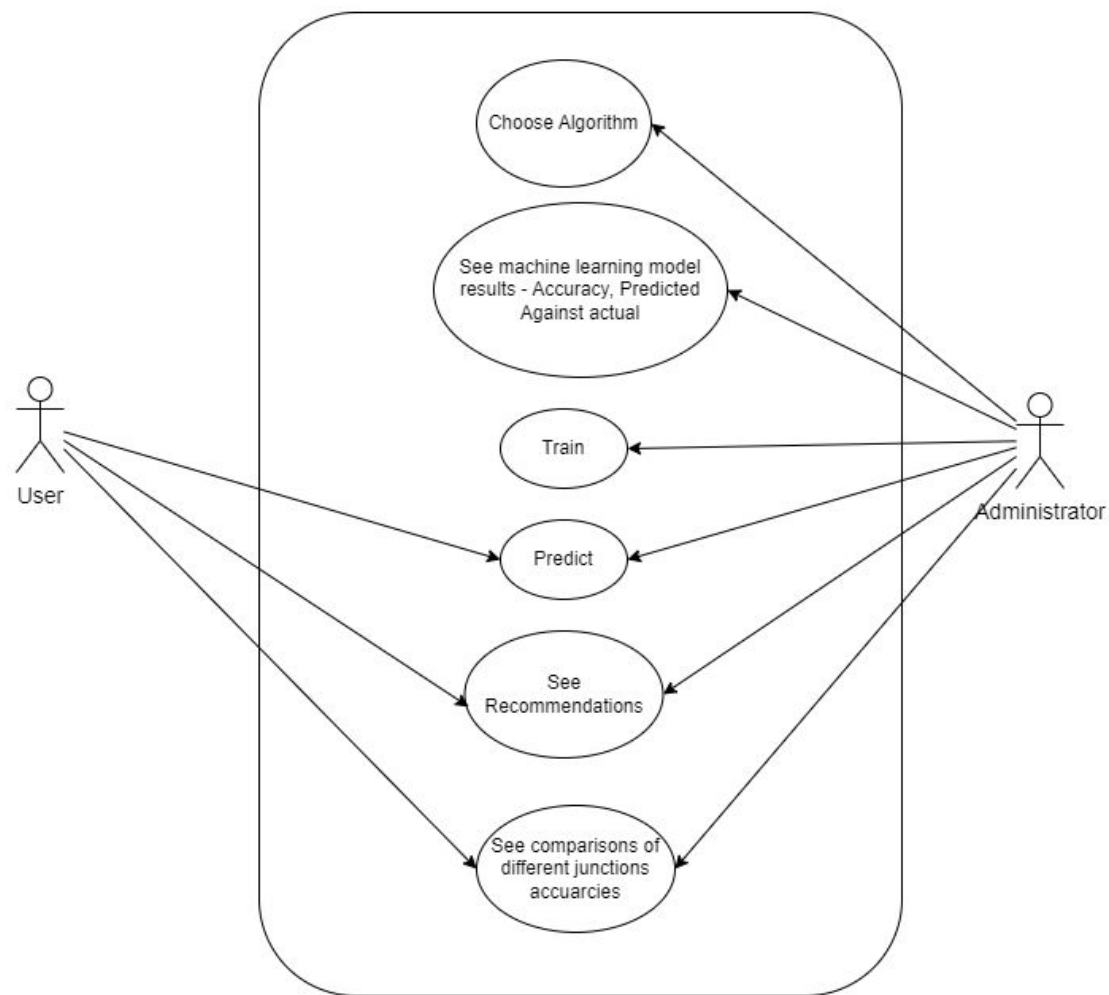 Choose Algorithm
See machine learning model
results - Accuracy, Predicted
Against actual
Train
User
Administrator
Predict
See
Recommendations
See comparisons of
different junctions
accuarcies